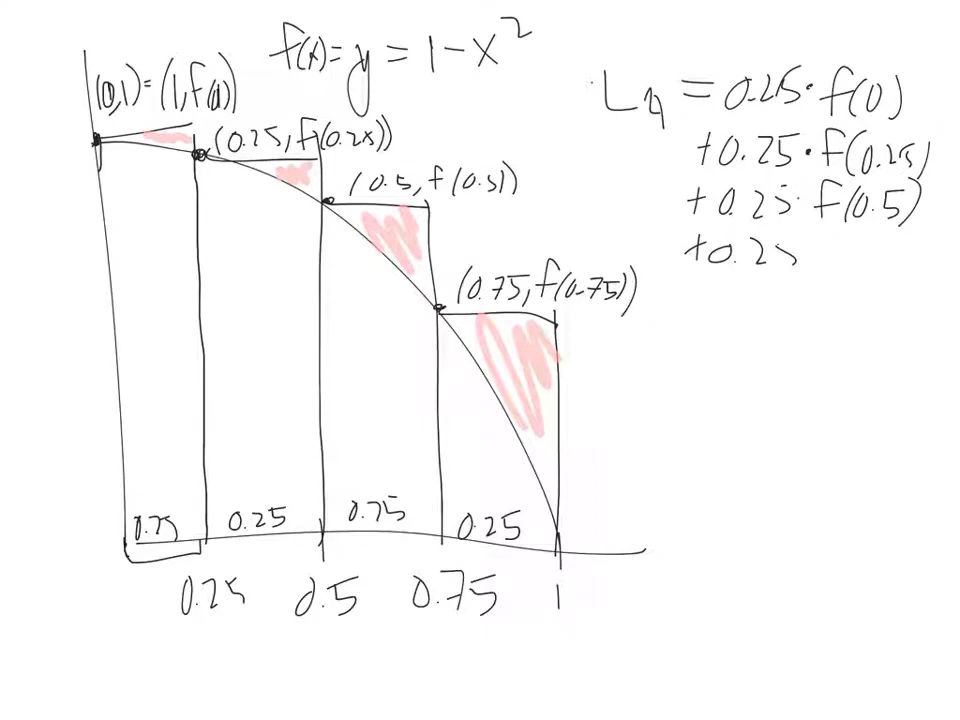 f(x)=y=1-x²
(0,1)=(1,f(0))
(0.25,f(0.25))
(0.5,f(0.5))
(0.75,f(0.75))
L₄ = 0.25·f(0)
+0.25·f(0.25)
+0.25·f(0.5)
+0.25
0.25 0.25 0.25 0.25
0.25 0.5 0.75 1